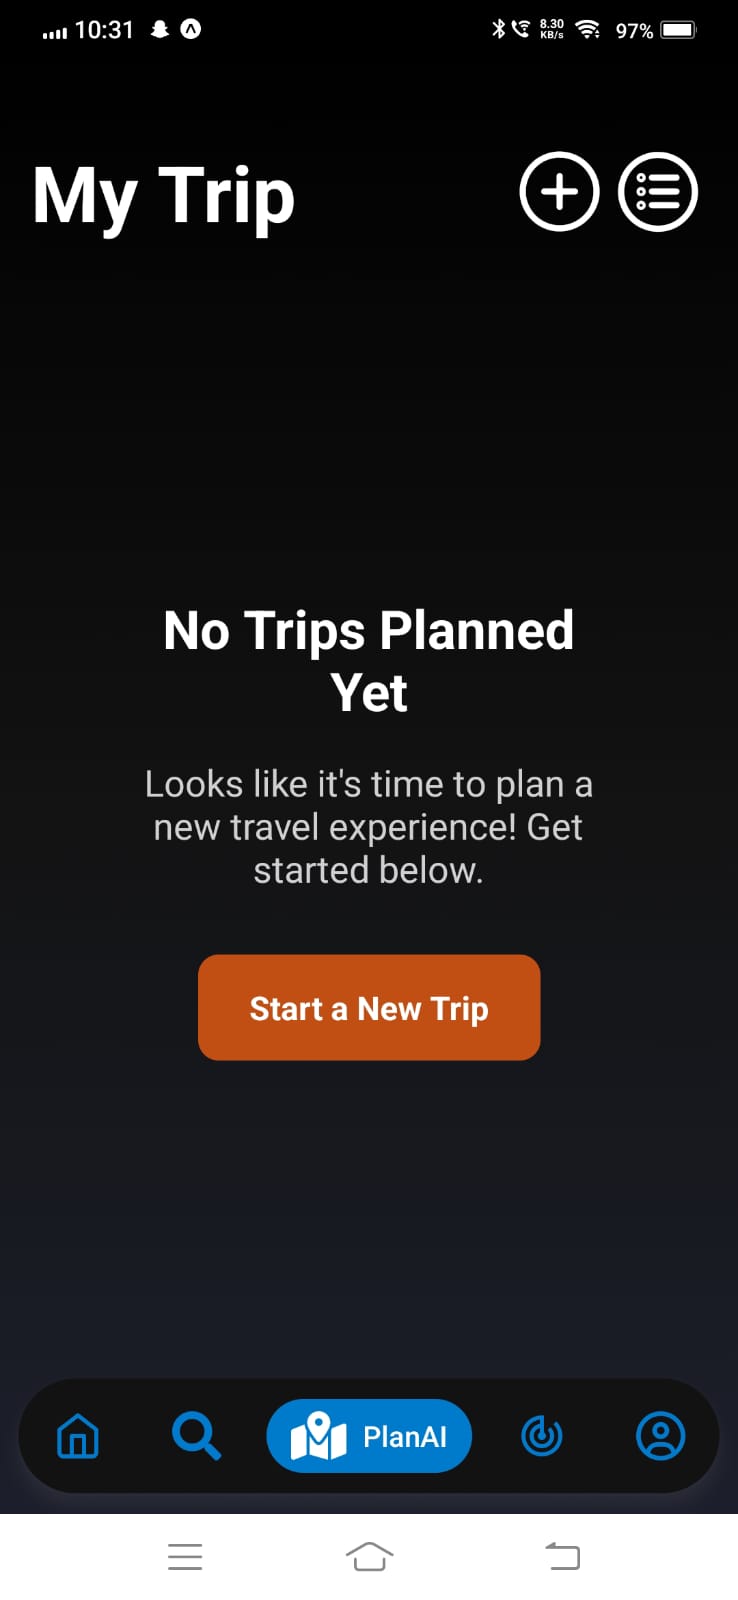 10:31
8.30
KB/s
97%
My Trip
No Trips Planned
Yet
Looks like it's time to plan a
new travel experience! Get
started below.
Start a New Trip
PlanAI